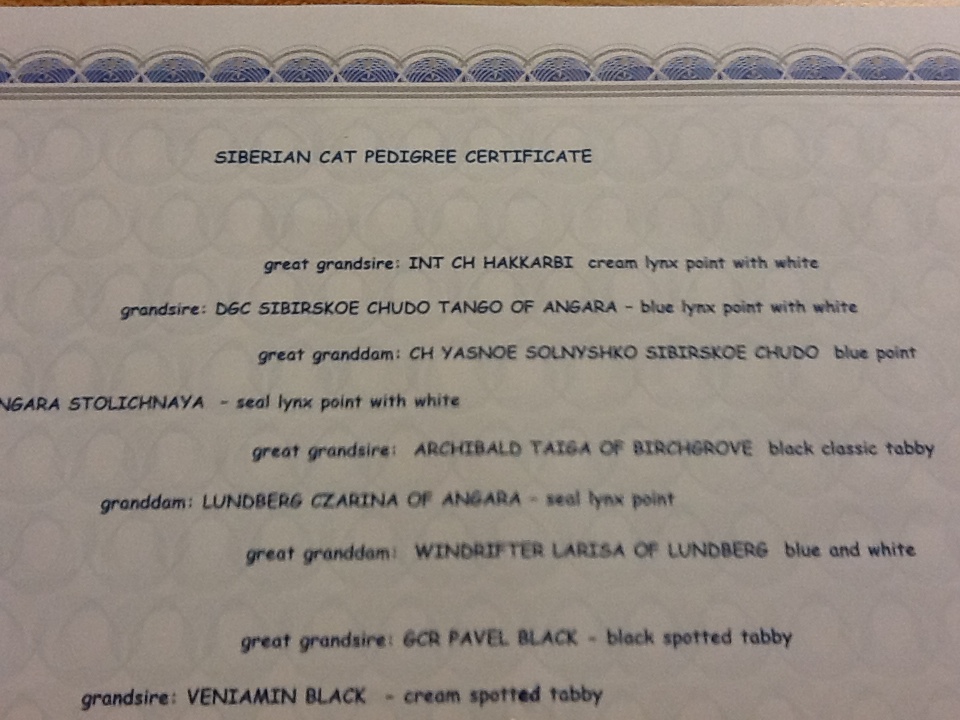 SIBERIAN CAT PEDIGREE CERTIFICATE
great grandsire: INT CH HAKKARBI cream lynx point with white
grandsire: DGC SIBIRSKOE CHUDO TANGO OF ANGARA - blue lynx point with white
great granddam: CH YASNOE SOLNYSHKO SIBIRSKOE CHUDO blue point
NGARA STOLICHNAYA - seal lynx point with white
great grandsire: ARCHIBALD TAIGA OF BIRCHGROVE black classic tabby
granddam: LUNDBERG CZARINA OF ANGARA - seal lynx point
great granddam: WINDRIFTER LARISA OF LUNDBERG blue and white
great grandsire: GCR PAVEL BLACK - black spotted tabby
grandsire: VENIAMIN BLACK - cream spotted tabby